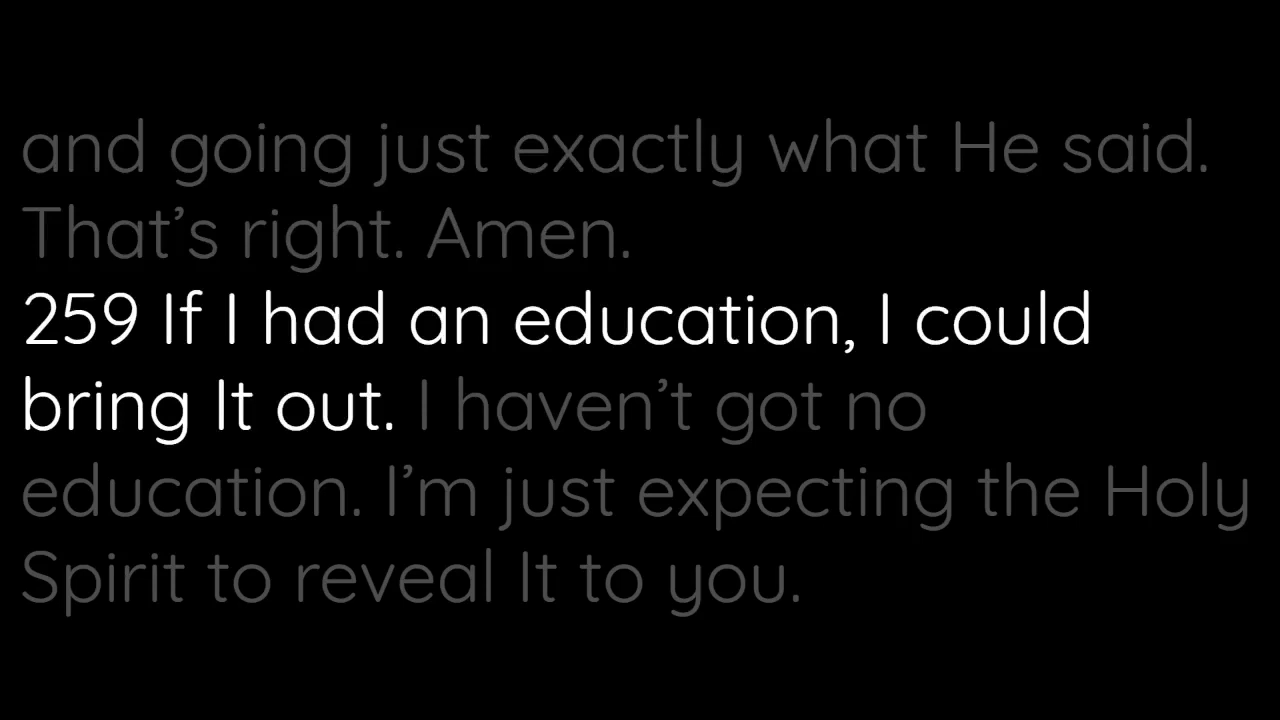 and going just exactly what He said.
That’s right. Amen.
259 If I had an education, I could
bring It out. I haven’t got no
education. I’m just expecting the Holy
Spirit to reveal It to you.